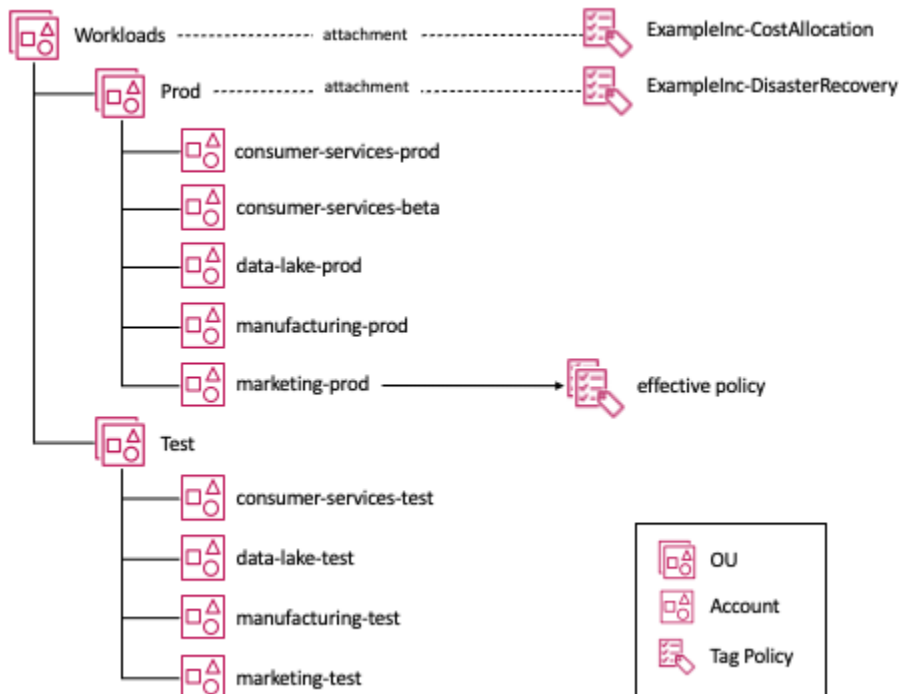 Workloads attachment ExampleInc-CostAllocation
Prod attachment ExampleInc-DisasterRecovery
consumer-services-prod
consumer-services-beta
data-lake-prod
manufacturing-prod
marketing-prod effective policy
Test
consumer-services-test
data-lake-test
manufacturing-test
marketing-test
OU
Account
Tag Policy